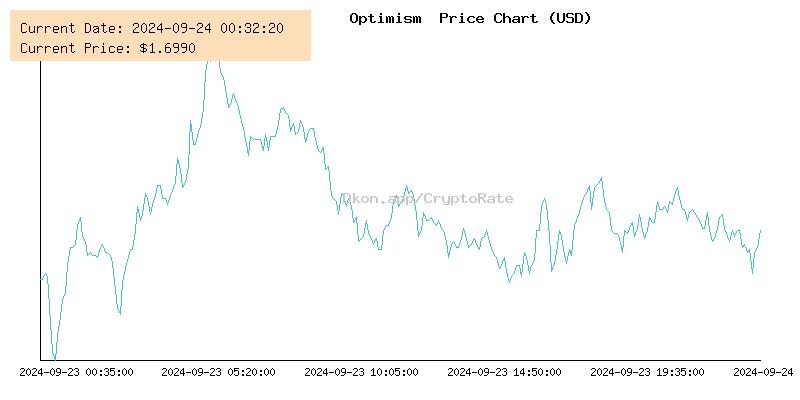 Optimism  Price Chart (USD)
Current Date: 2024-09-24 00:32:20
Current Price: $1.6990
Dkon.app/CryptoRate
2024-09-23 00:35:00 2024-09-23 05:20:00 2024-09-23 10:05:00 2024-09-23 14:50:00 2024-09-23 19:35:00 2024-09-24